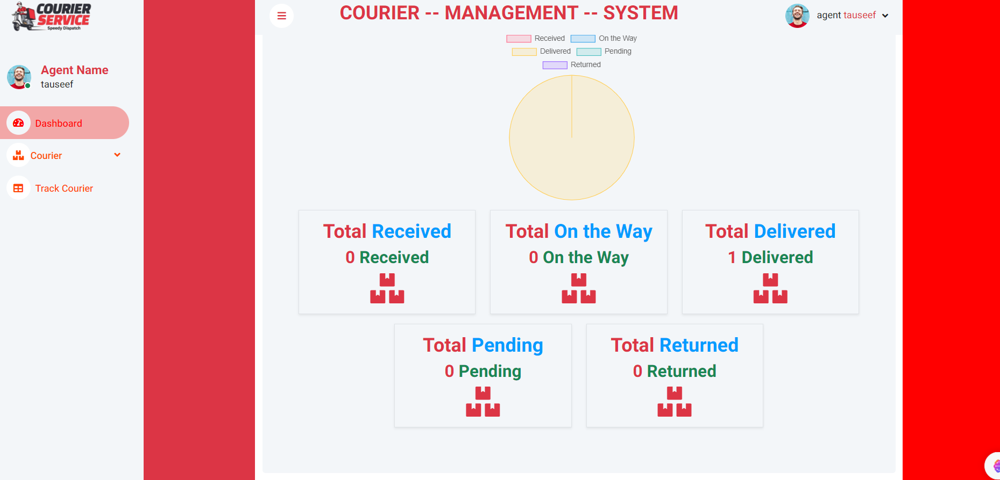 COURIER
SERVICE
Speedy Dispatch
Agent Name
tauseef
Dashboard
Courier
Track Courier
COURIER -- MANAGEMENT -- SYSTEM
agent tauseef
Received
On the Way
Delivered
Pending
Returned
Total Received
0 Received
Total On the Way
0 On the Way
Total Delivered
1 Delivered
Total Pending
0 Pending
Total Returned
0 Returned